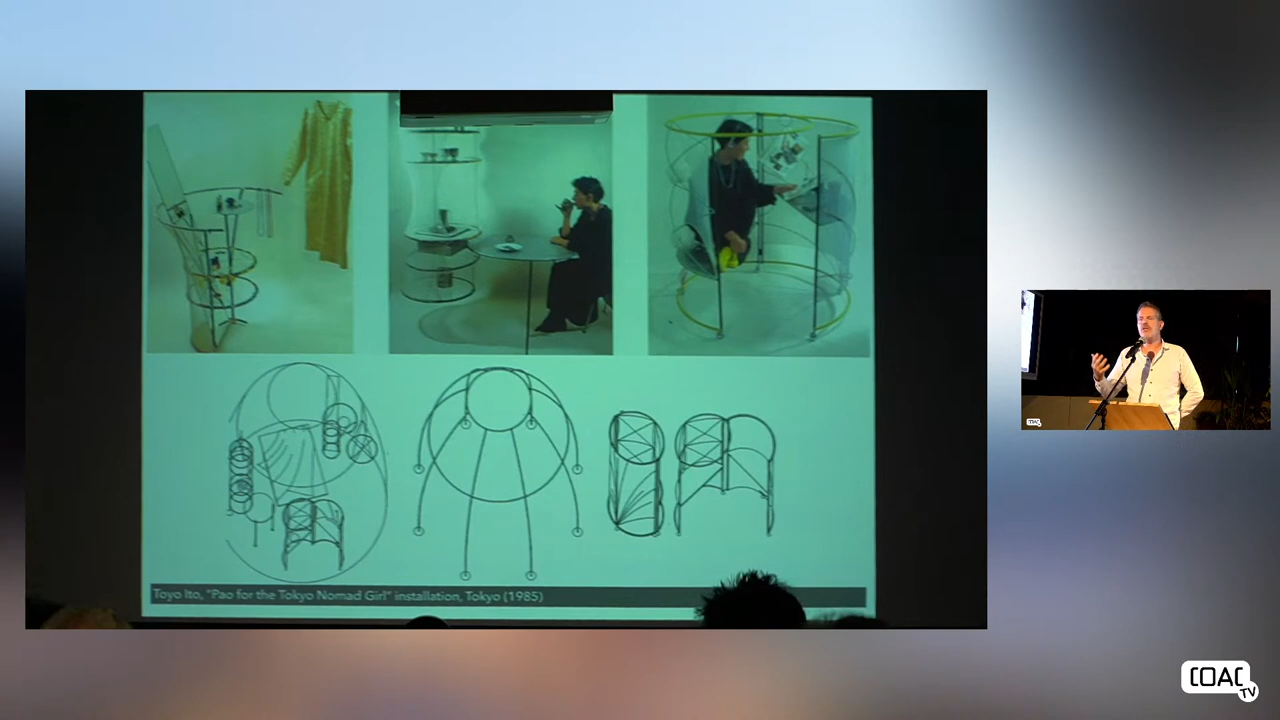 Toyo Ito, "Pao for the Tokyo Nomad Girl" installation, Tokyo (1985)
COAC
TV